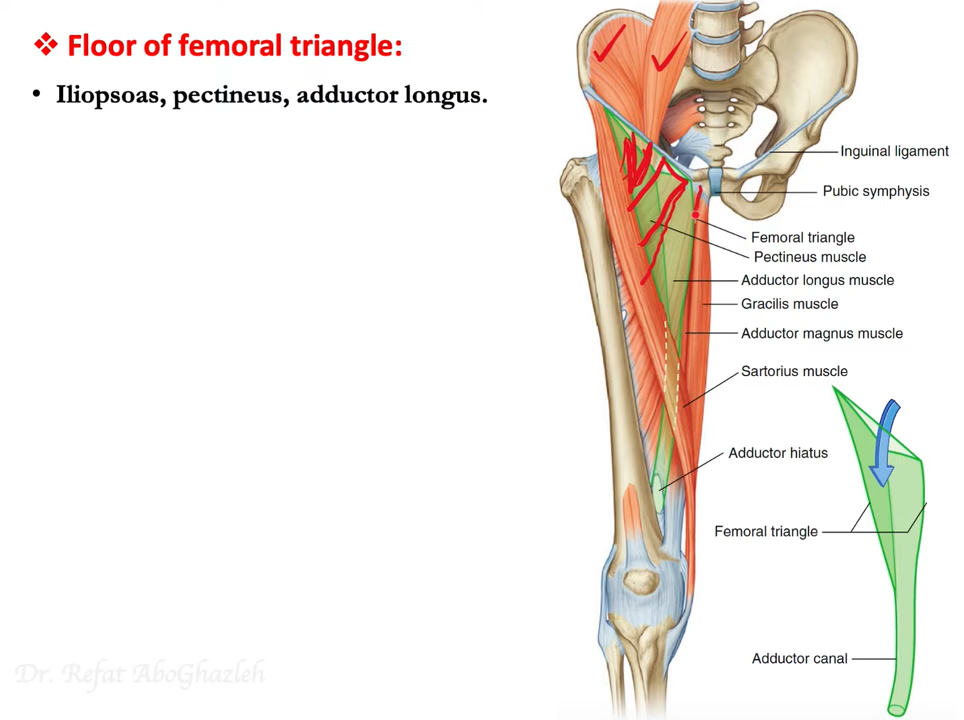 ❖ Floor of femoral triangle:
• Iliopsoas, pectineus, adductor longus.
Inguinal ligament
Pubic symphysis
Femoral triangle
Pectineus muscle
Adductor longus muscle
Gracilis muscle
Adductor magnus muscle
Sartorius muscle
Adductor hiatus
Femoral triangle
Adductor canal
Dr. Refat AboGhazleh